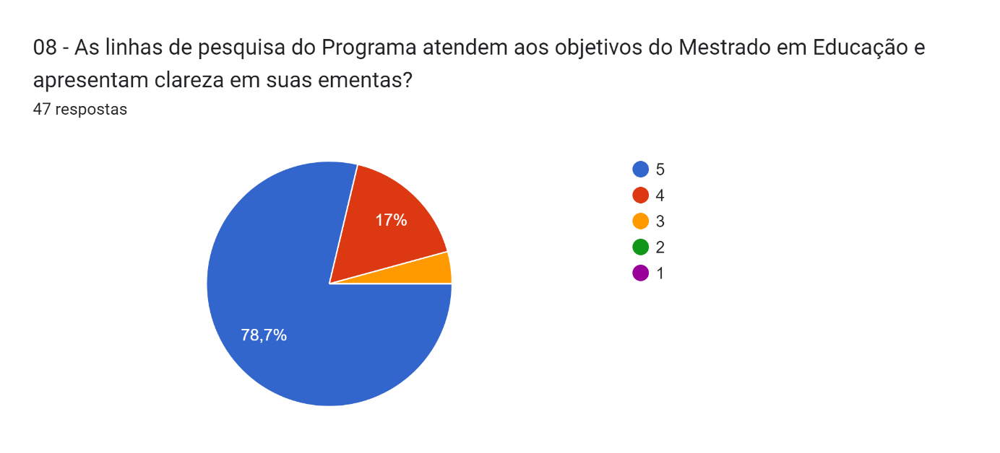 08 - As linhas de pesquisa do Programa atendem aos objetivos do Mestrado em Educação e
apresentam clareza em suas ementas?
47 respostas
17%
78,7%
5
4
3
2
1